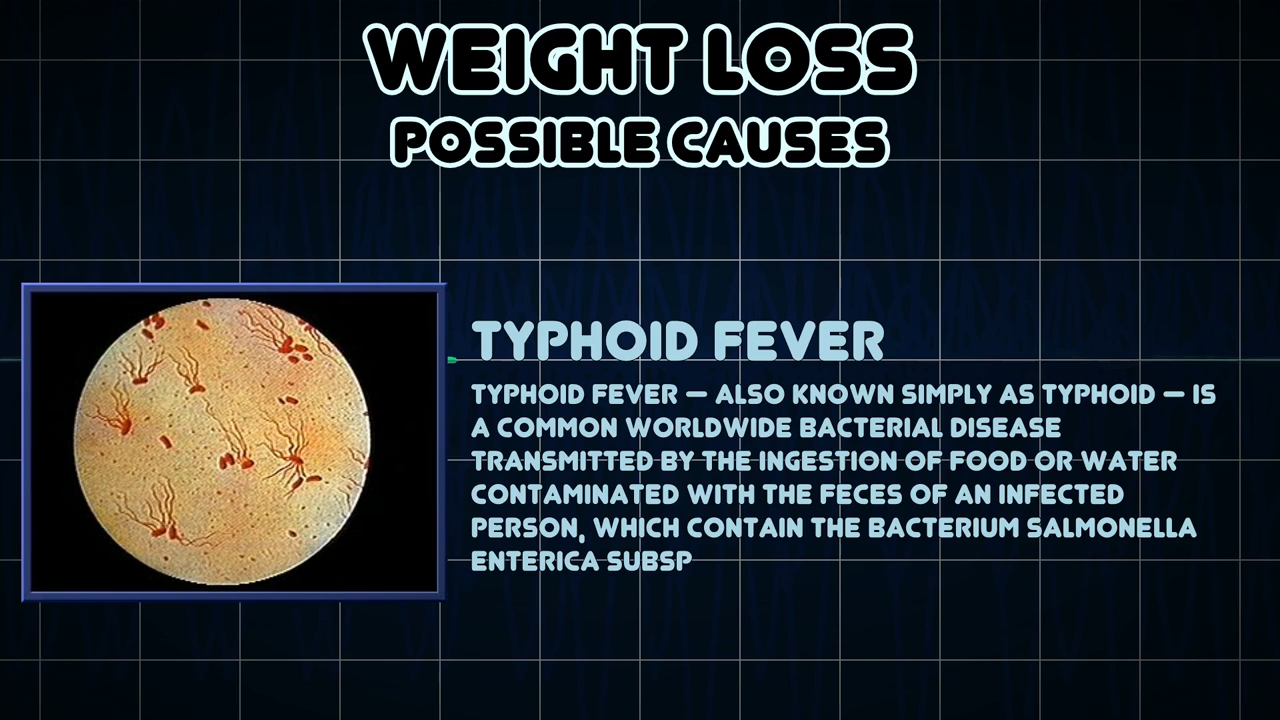 WEIGHT LOSS
POSSIBLE CAUSES
TYPHOID FEVER
TYPHOID FEVER — ALSO KNOWN SIMPLY AS TYPHOID — IS
A COMMON WORLDWIDE BACTERIAL DISEASE
TRANSMITTED BY THE INGESTION OF FOOD OR WATER
CONTAMINATED WITH THE FECES OF AN INFECTED
PERSON, WHICH CONTAIN THE BACTERIUM SALMONELLA
ENTERICA SUBSP